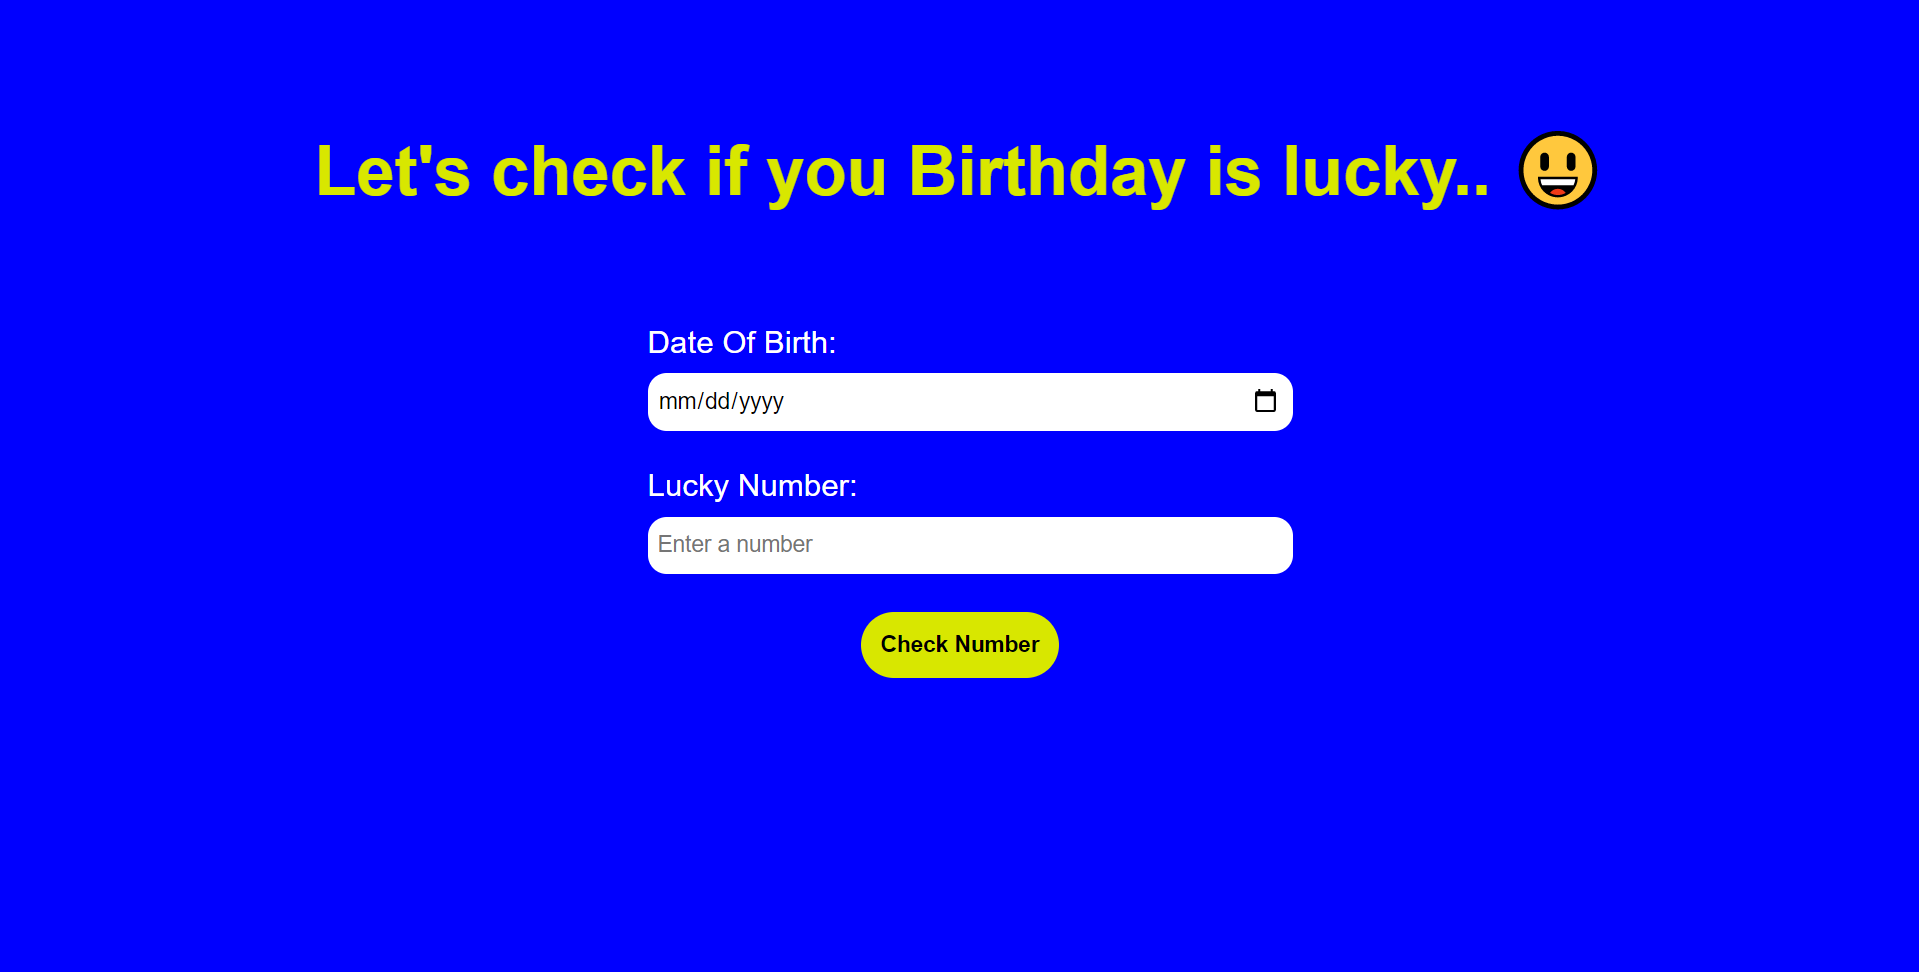 Let's check if you Birthday is lucky.. 😃
Date Of Birth:
mm/dd/yyyy
Lucky Number:
Enter a number
Check Number